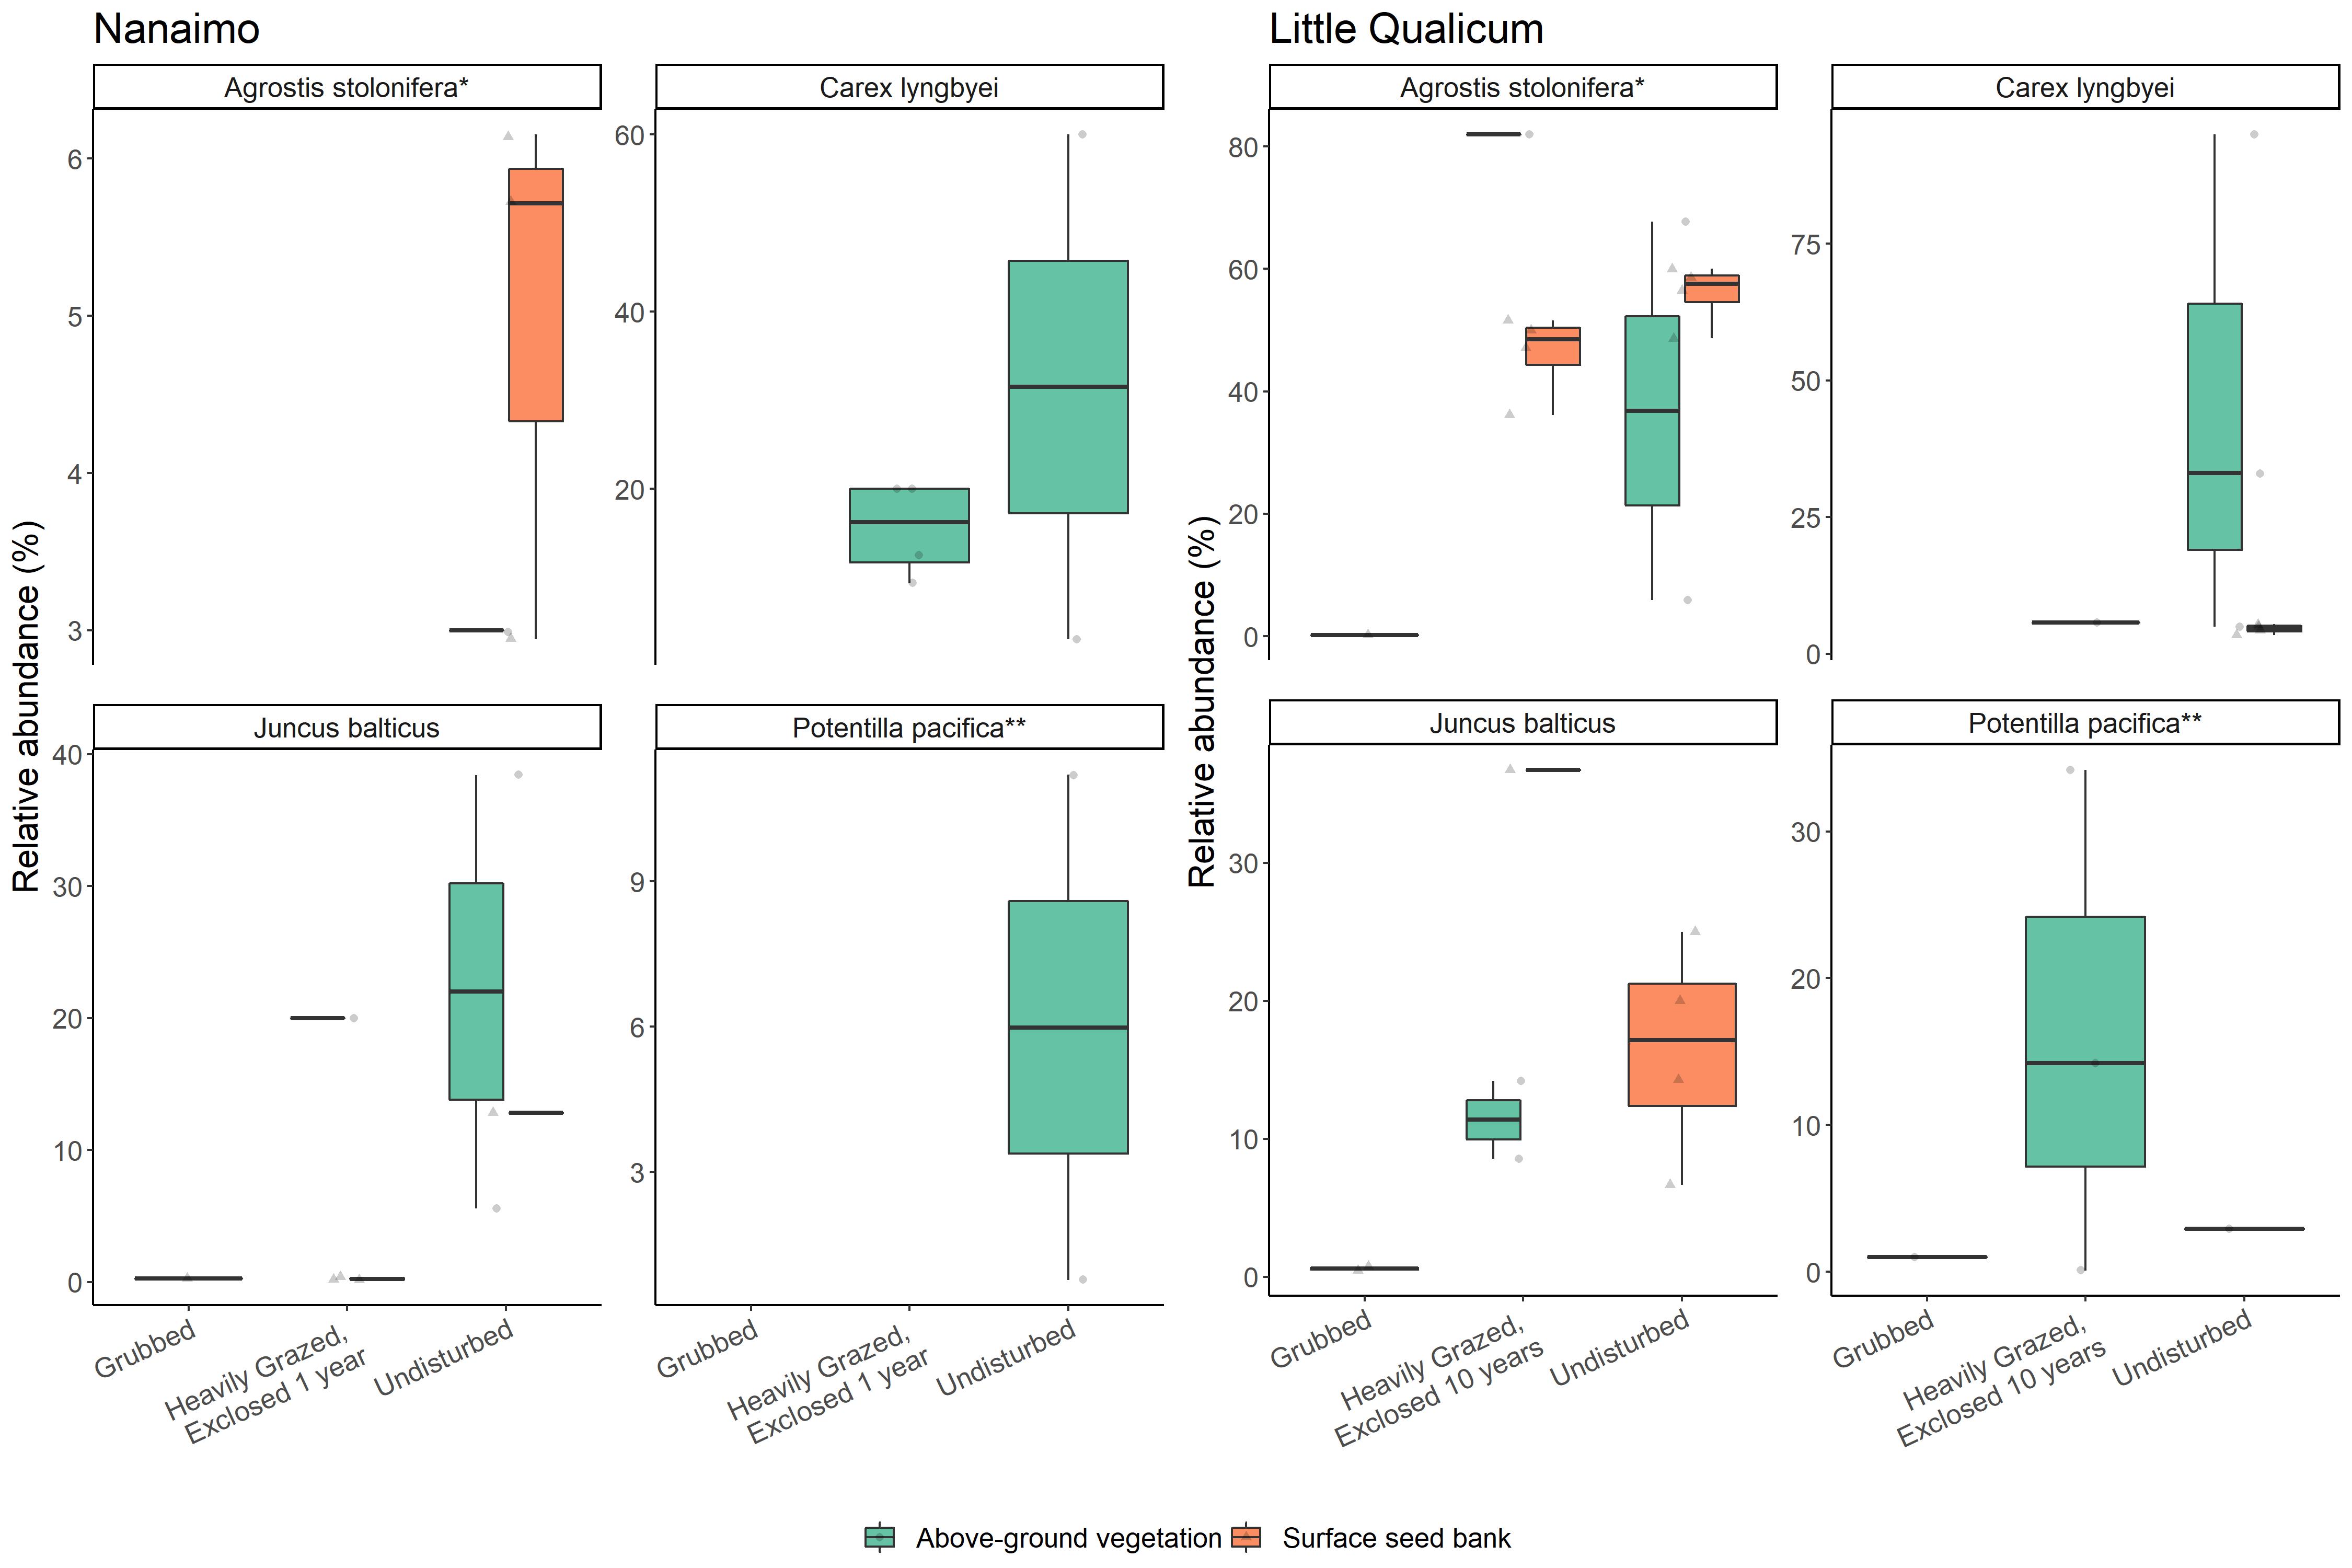 Nanaimo
Little Qualicum
Agrostis stolonifera*
Carex lyngbyei
Agrostis stolonifera*
Carex lyngbyei
6
5
4
3
60
40
20
80
60
40
20
0
75
50
25
0
Relative abundance (%)
Relative abundance (%)
Juncus balticus
Potentilla pacifica**
Juncus balticus
Potentilla pacifica**
40
30
20
10
0
9
6
3
30
20
10
0
30
20
10
0
Grubbed
Heavily Grazed,
Exclosed 1 year
Undisturbed
Grubbed
Heavily Grazed,
Exclosed 1 year
Undisturbed
Grubbed
Heavily Grazed,
Exclosed 10 years
Undisturbed
Grubbed
Heavily Grazed,
Exclosed 10 years
Undisturbed
Above-ground vegetation
Surface seed bank